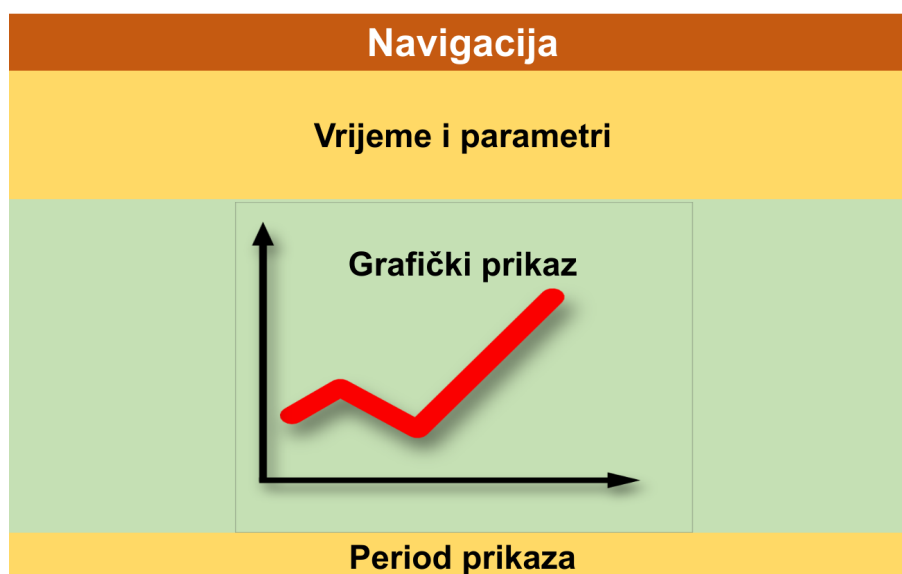 Navigacija
Vrijeme i parametri
Grafički prikaz
Period prikaza